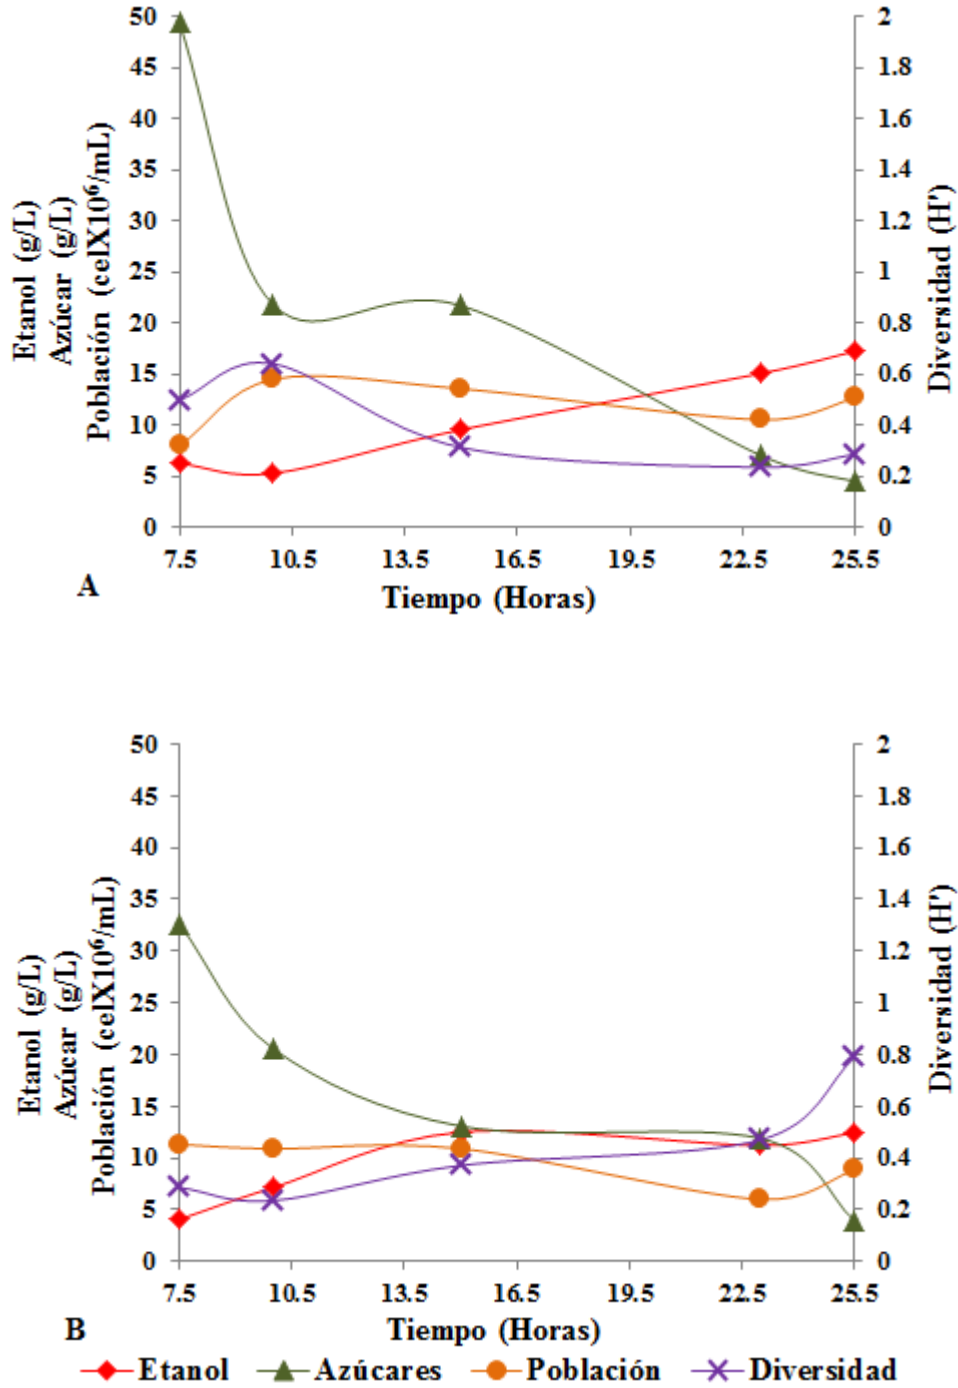 50
45
40
35
30
25
20
15
10
5
0
Etanol (g/L)
Azúcar (g/L)
Población (celX10⁶/mL)
2
1.8
1.6
1.4
1.2
1
0.8
0.6
0.4
0.2
0
Diversidad (H')
7.5 10.5 13.5 16.5 19.5 22.5 25.5
Tiempo (Horas)
A
50
45
40
35
30
25
20
15
10
5
0
Etanol (g/L)
Azúcar (g/L)
Población (celX10⁶/mL)
2
1.8
1.6
1.4
1.2
1
0.8
0.6
0.4
0.2
0
Diversidad (H')
7.5 10.5 13.5 16.5 19.5 22.5 25.5
Tiempo (Horas)
B
Etanol Azúcares Población Diversidad